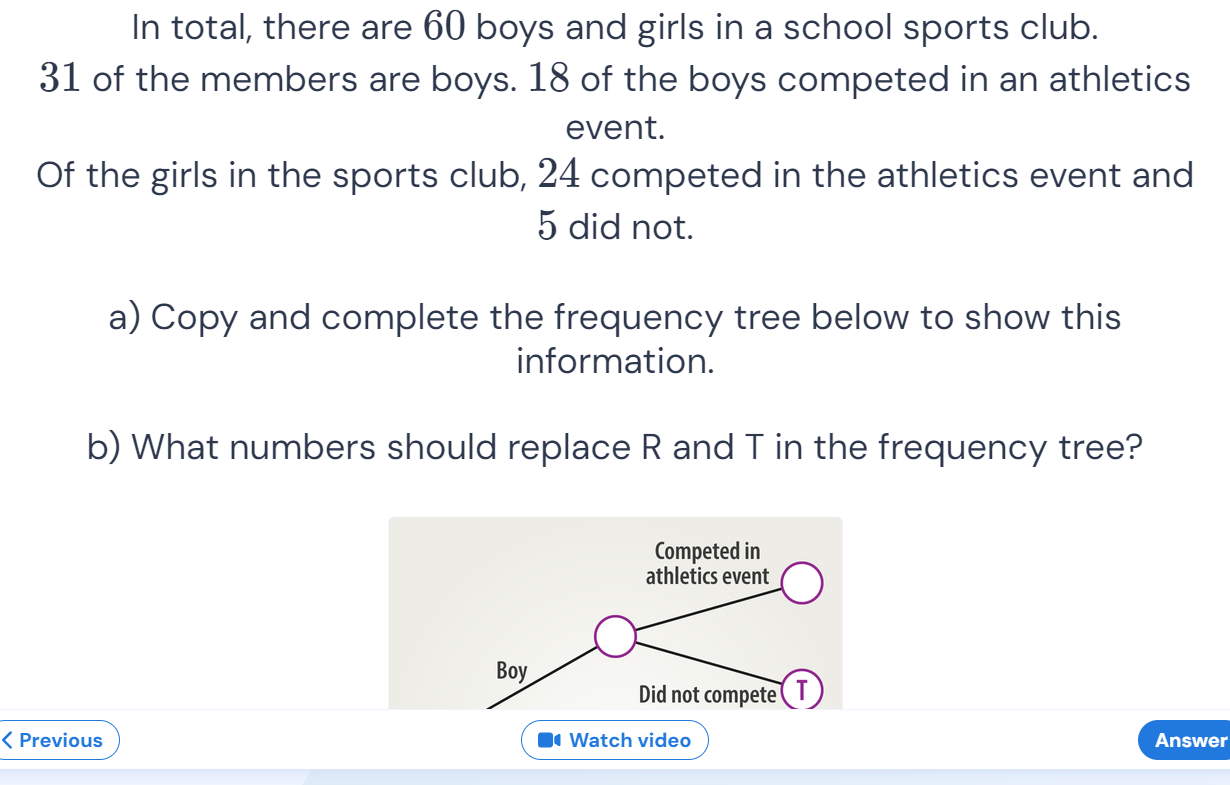 In total, there are 60 boys and girls in a school sports club.
31 of the members are boys. 18 of the boys competed in an athletics
event.
Of the girls in the sports club, 24 competed in the athletics event and
5 did not.
a) Copy and complete the frequency tree below to show this
information.
b) What numbers should replace R and T in the frequency tree?
Competed in
athletics event
Boy
Did not compete T
Previous
Watch video
Answer